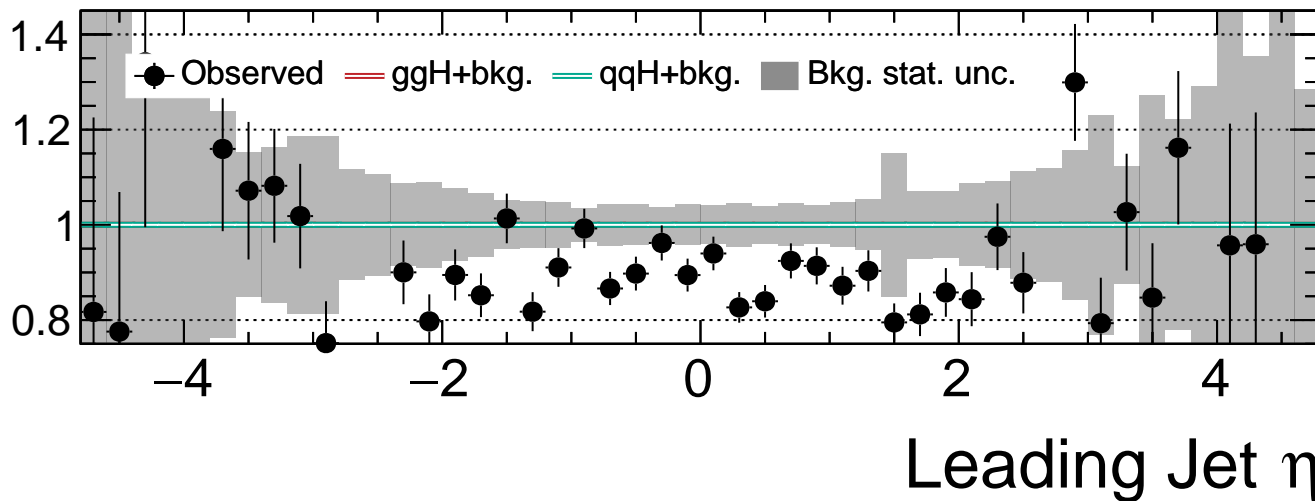 1.4
Observed ggH+bkg. qqH+bkg. Bkg. stat. unc.
1.2
1
0.8
−4 −2 0 2 4
Leading Jet η